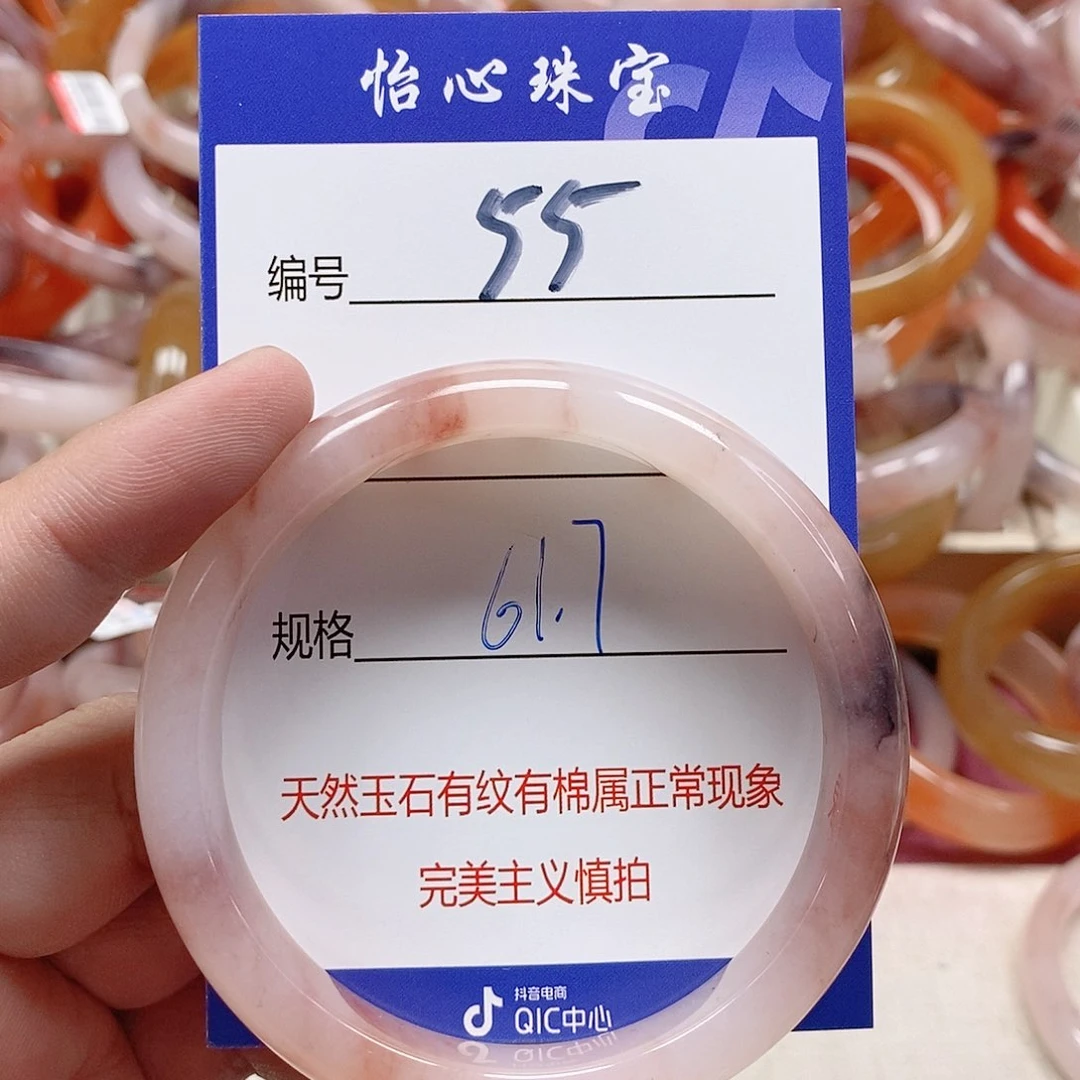 怡心珠宝
编号 55
规格 61.7
天然玉石有纹有棉属正常现象
完美主义慎拍
抖音电商
QIC中心